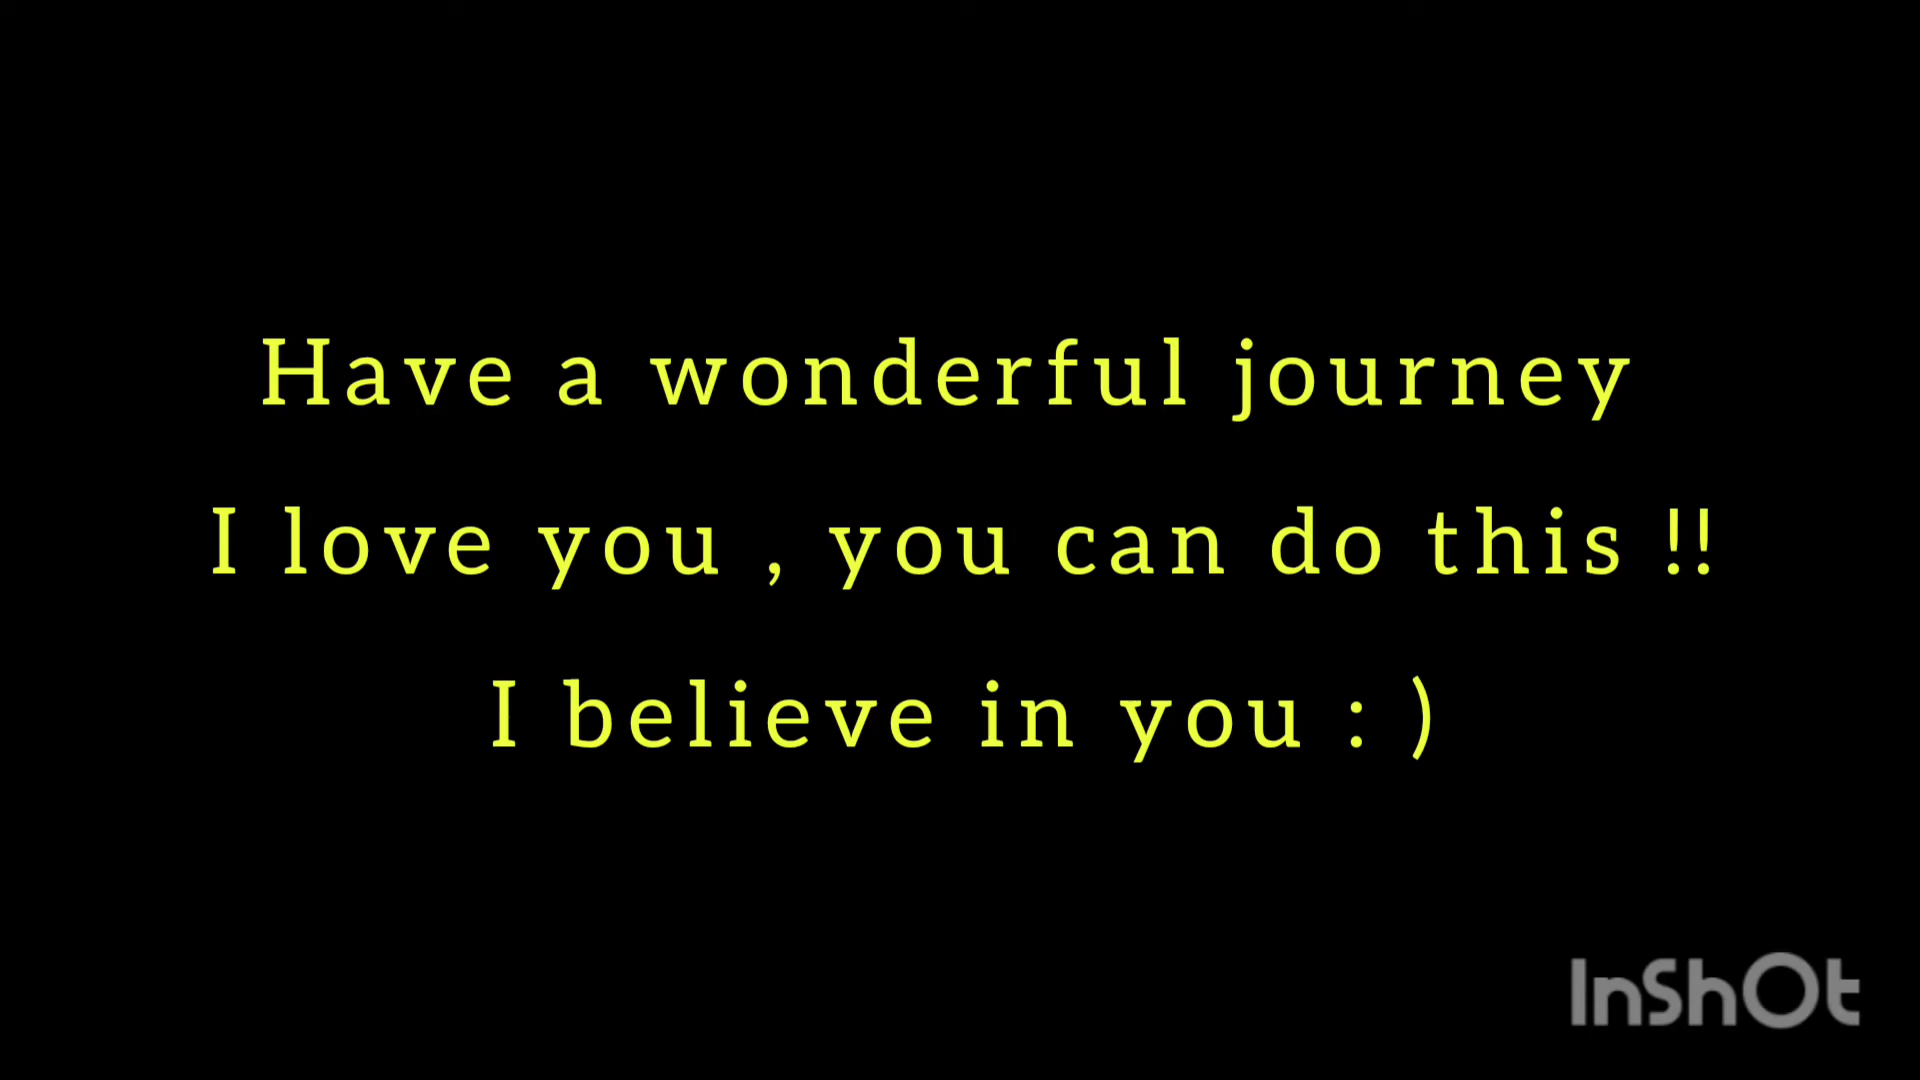 Have a wonderful journey
I love you , you can do this !!
I believe in you : )
InShOt